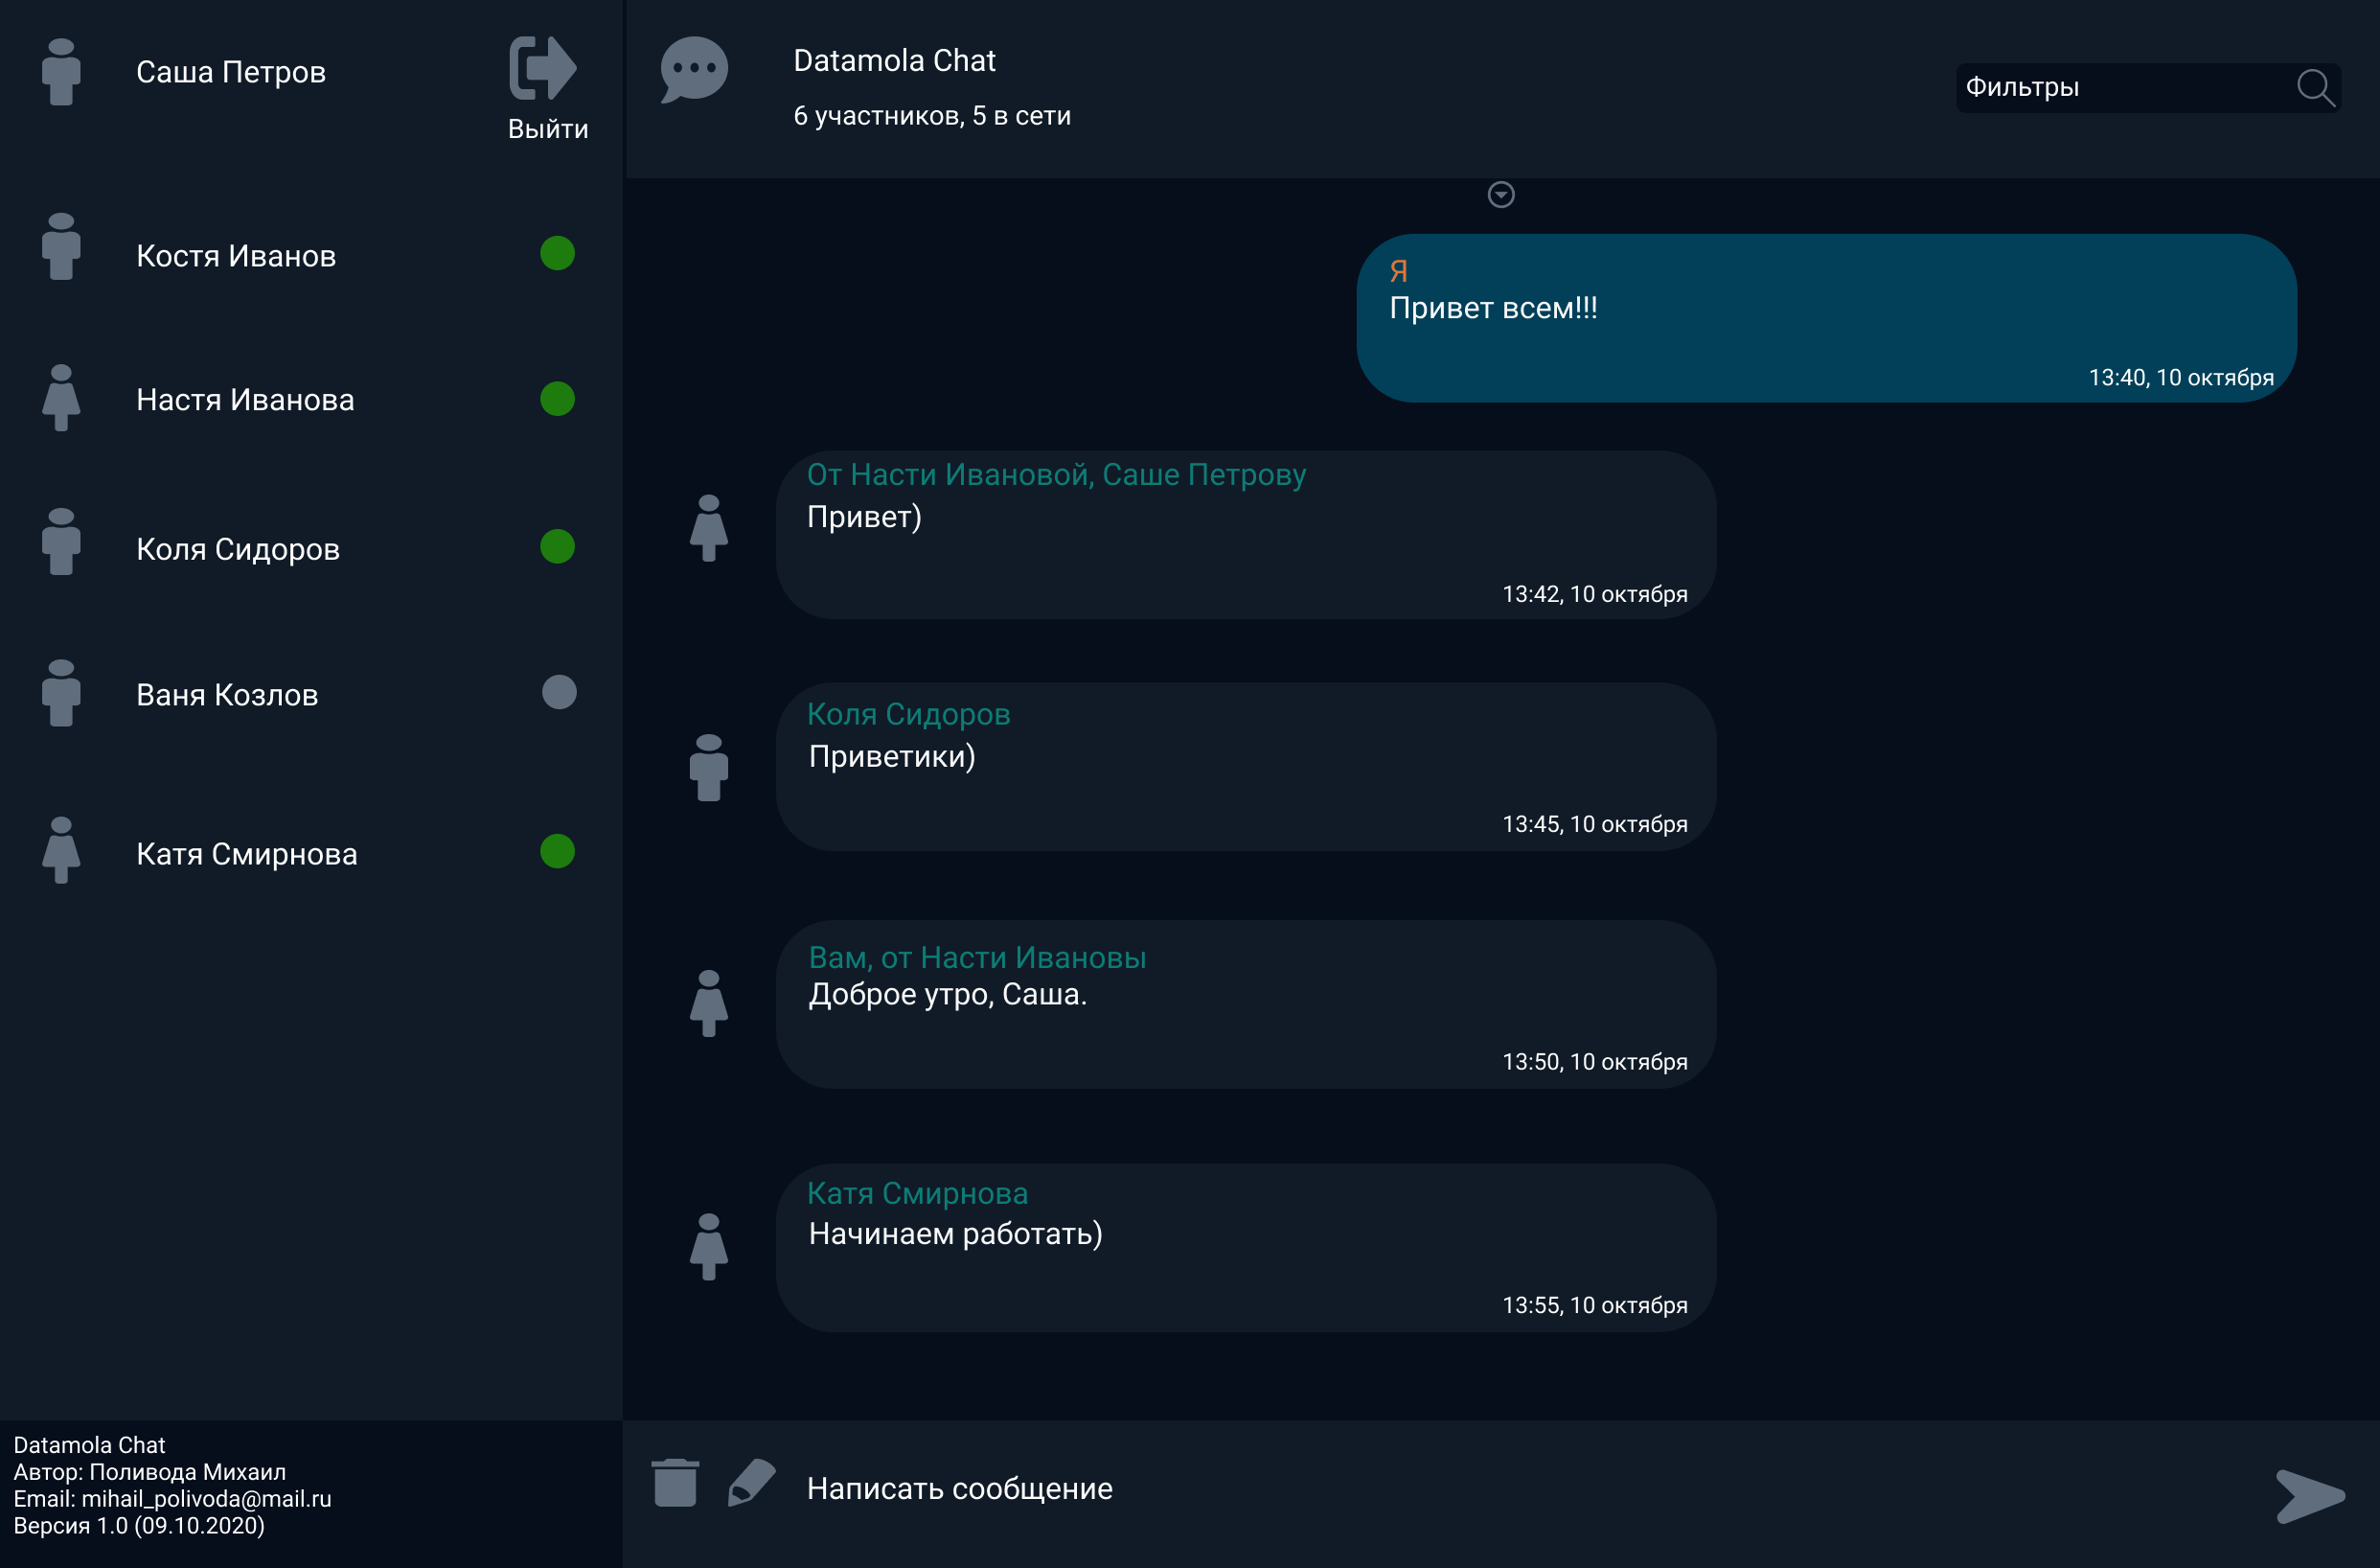 Саша Петров
Выйти
Костя Иванов
Настя Иванова
Коля Сидоров
Ваня Козлов
Катя Смирнова
Datamola Chat
Автор: Поливода Михаил
Email: mihail_polivoda@mail.ru
Версия 1.0 (09.10.2020)
Datamola Chat
6 участников, 5 в сети
Фильтры
Я
Привет всем!!!
13:40, 10 октября
От Насти Ивановой, Саше Петрову
Привет)
13:42, 10 октября
Коля Сидоров
Приветики)
13:45, 10 октября
Вам, от Насти Ивановы
Доброе утро, Саша.
13:50, 10 октября
Катя Смирнова
Начинаем работать)
13:55, 10 октября
Написать сообщение